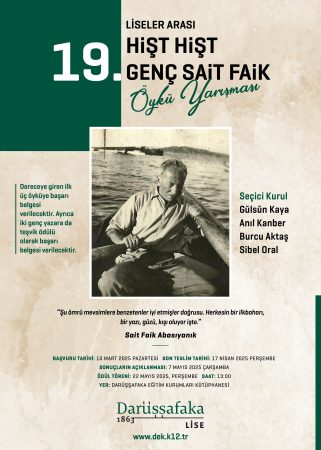 LİSELER ARASI
19. HİŞT HİŞT
GENÇ SAİT FAİK
Öykü Yarışması
Dereceye giren ilk
üç öyküye başarı
belgesi
verilecektir. Ayrıca
iki genç yazara da
teşvik ödülü
olarak başarı
belgesi verilecektir.
Seçici Kurul
Gülsün Kaya
Anıl Kanber
Burcu Aktaş
Sibel Oral
"Şu ömrü mevsimlere benzetenler iyi etmişler doğrusu. Herkesin bir ilkbaharı,
bir yazı, güzü, kışı oluyor işte."
Sait Faik Abasıyanık
BAŞVURU TARİHİ: 10 MART 2025 PAZARTESİ SON TESLİM TARİHİ: 17 NİSAN 2025 PERŞEMBE
SONUÇLARIN AÇIKLANMASI: 7 MAYIS 2025 ÇARŞAMBA
ÖDÜL TÖRENİ: 22 MAYIS 2025, PERŞEMBE SAAT: 13:00
YER: DARÜŞŞAFAKA EĞİTİM KURUMLARI KÜTÜPHANESİ
Darüşşafaka
1863 LİSE
www.dek.k12.tr